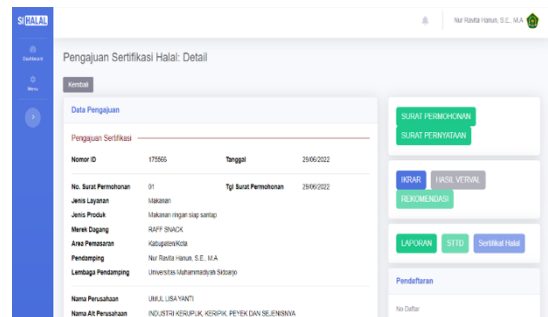 SIHALAL
Nur Ravita Hanun, S.E., M.A
Dashboard
Menu
Pengajuan Sertifikasi Halal: Detail
Kembali
Data Pengajuan
Pengajuan Sertifikasi
Nomor ID 175565 Tanggal 29/06/2022
No. Surat Permohonan 01 Tgl Surat Permohonan 29/06/2022
Jenis Layanan Makanan
Jenis Produk Makanan ringan siap santap
Merek Dagang RAFF SNACK
Area Pemasaran Kabupaten/Kota
Pendamping Nur Ravita Hanun, S.E., M.A
Lembaga Pendamping Universitas Muhammadiyah Sidoarjo
Nama Perusahaan UMUL LISA YANTI
Nama Alt Perusahaan INDUSTRI KERUPUK, KERIPIK, PEYEK DAN SEJENISNYA
SURAT PERMOHONAN
SURAT PERNYATAAN
IKRAR HASIL VERVAL
REKOMENDASI
LAPORAN STTD Sertifikat Halal
Pendaftaran
No Daftar